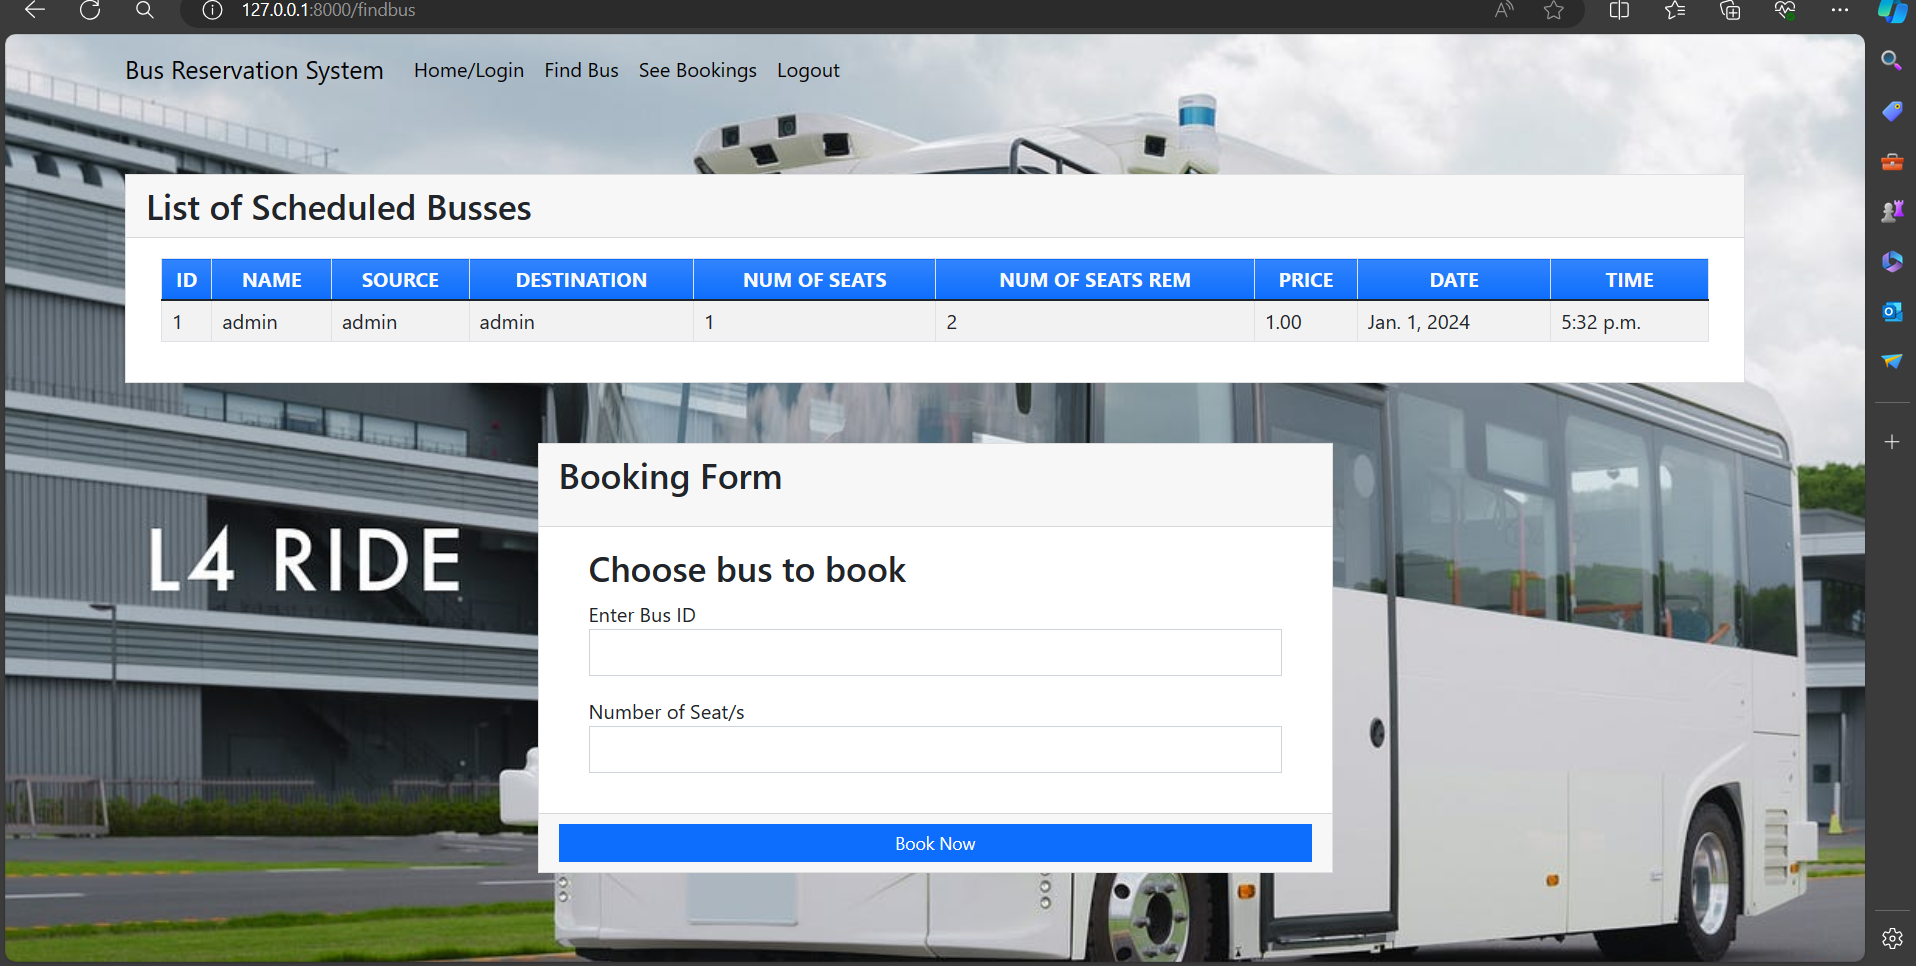 127.0.0.1:8000/findbus
Bus Reservation System Home/Login Find Bus See Bookings Logout
List of Scheduled Busses
ID NAME SOURCE DESTINATION NUM OF SEATS NUM OF SEATS REM PRICE DATE TIME
1 admin admin admin 1 2 1.00 Jan. 1, 2024 5:32 p.m.
Booking Form
Choose bus to book
Enter Bus ID
L4 RIDE
Number of Seat/s
Book Now